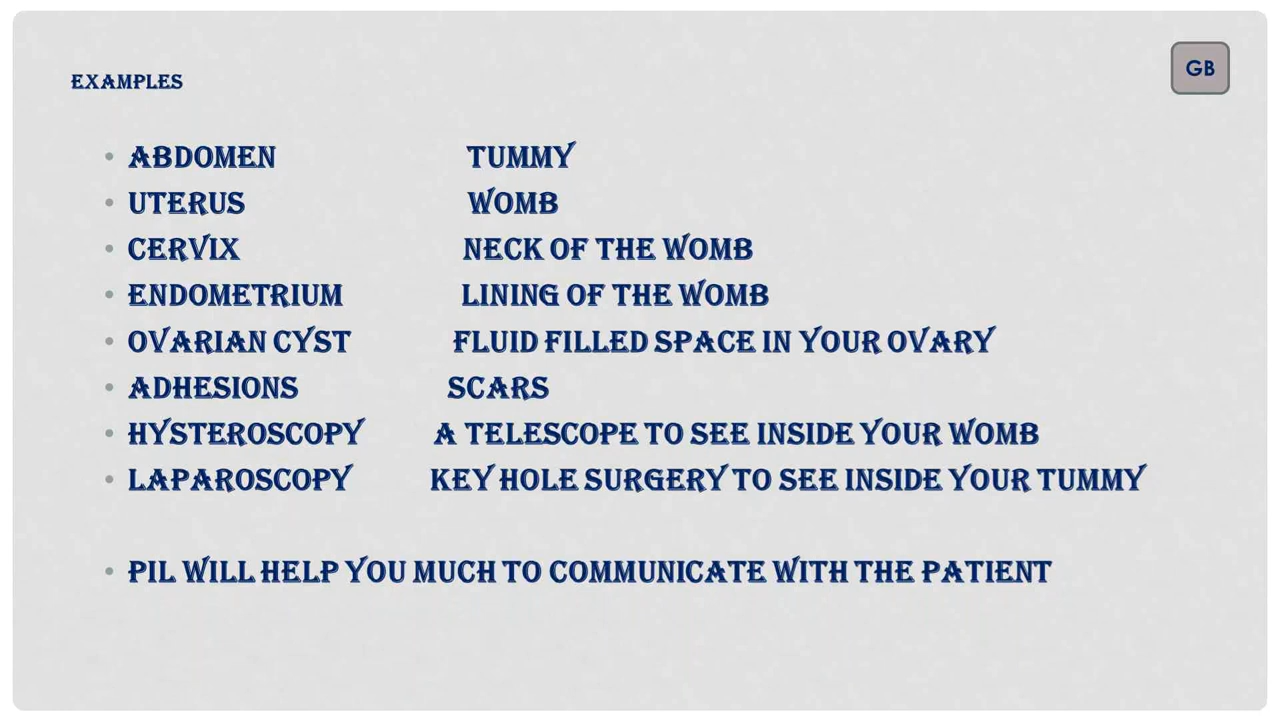 EXAMPLES
GB
• ABDOMEN TUMMY
• UTERUS WOMB
• CERVIX NECK OF THE WOMB
• ENDOMETRIUM LINING OF THE WOMB
• OVARIAN CYST FLUID FILLED SPACE IN YOUR OVARY
• ADHESIONS SCARS
• HYSTEROSCOPY A TELESCOPE TO SEE INSIDE YOUR WOMB
• LAPAROSCOPY KEY HOLE SURGERY TO SEE INSIDE YOUR TUMMY
• PIL WILL HELP YOU MUCH TO COMMUNICATE WITH THE PATIENT